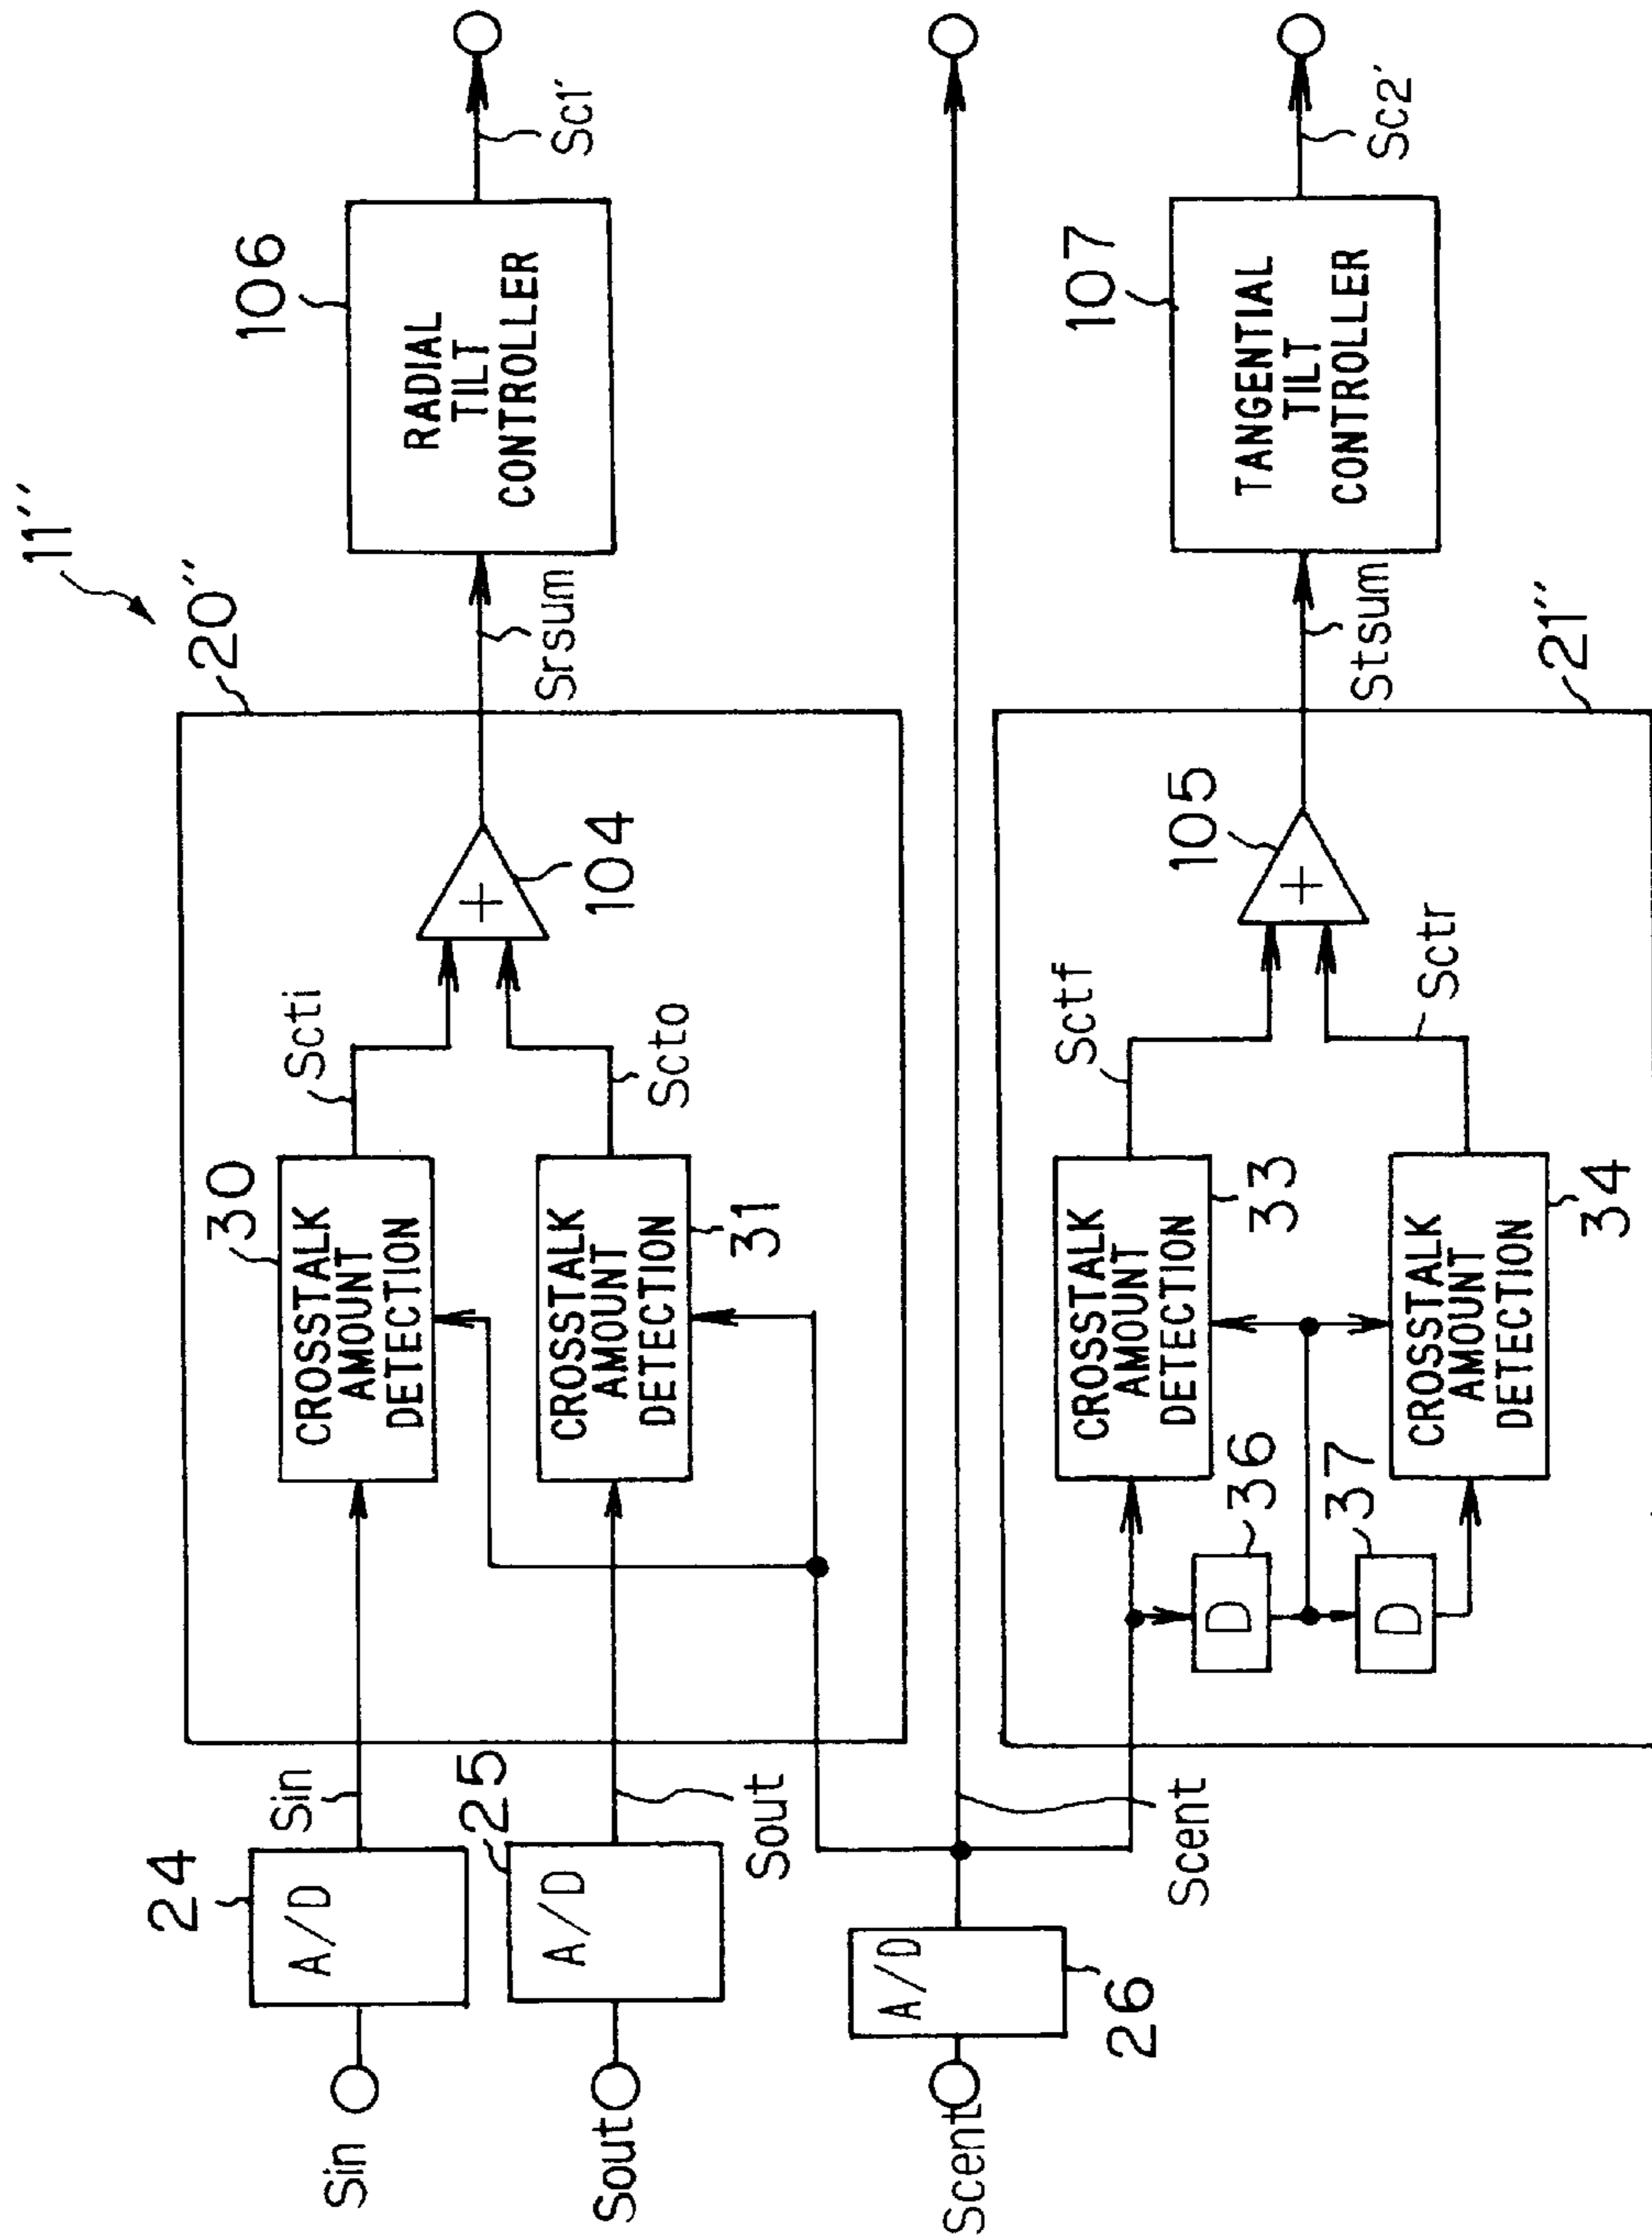 11''
Sin
24
A/D
Sin
20''
30
CROSSTALK
AMOUNT
DETECTION
Scti
104
+
Srsum
106
RADIAL
TILT
CONTROLLER
Sc1'
Sout
25
A/D
Sout
31
CROSSTALK
AMOUNT
DETECTION
Scto
Scent
26
A/D
Scent
21''
33
CROSSTALK
AMOUNT
DETECTION
Sctf
36
D
37
D
34
CROSSTALK
AMOUNT
DETECTION
Sctr
105
+
Stsum
107
TANGENTIAL
TILT
CONTROLLER
Sc2'